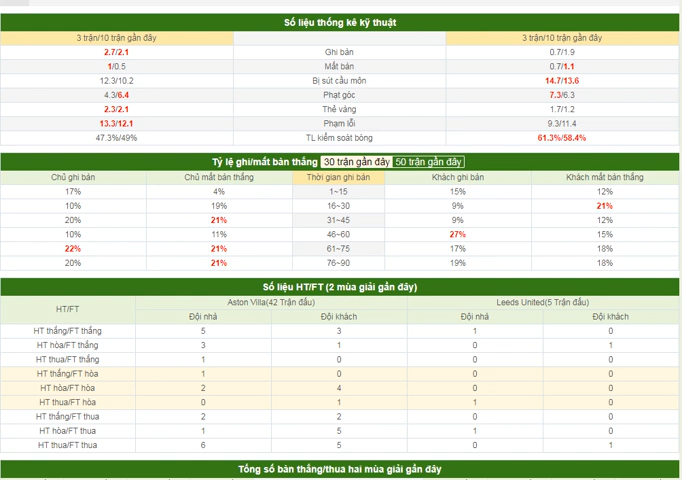 Số liệu thống kê kỹ thuật
3 trận/10 trận gần đây 3 trận/10 trận gần đây
2.7/2.1 Ghi bàn 0.7/1.9
1/0.5 Mất bàn 0.7/1.1
12.3/10.2 Bị sút cầu môn 14.7/13.6
4.3/6.4 Phạt góc 7.3/6.3
2.3/2.1 Thẻ vàng 1.7/1.2
13.3/12.1 Phạm lỗi 9.3/11.4
47.3%/49% TL kiểm soát bóng 61.3%/58.4%
Tỷ lệ ghi/mất bàn thắng 30 trận gần đây 50 trận gần đây
Chủ ghi bàn Chủ mất bàn thắng Thời gian ghi bàn Khách ghi bàn Khách mất bàn thắng
17% 4% 1~15 15% 12%
10% 19% 16~30 9% 21%
20% 21% 31~45 9% 12%
10% 11% 46~60 27% 15%
22% 21% 61~75 17% 18%
20% 21% 76~90 19% 18%
Số liệu HT/FT (2 mùa giải gần đây)
HT/FT Aston Villa(42 Trận đấu) Leeds United(5 Trận đấu)
Đội nhà Đội khách Đội nhà Đội khách
HT thắng/FT thắng 5 3 1 0
HT hòa/FT thắng 3 1 0 1
HT thua/FT thắng 1 0 0 0
HT thắng/FT hòa 1 0 0 0
HT hòa/FT hòa 2 4 0 0
HT thua/FT hòa 0 1 1 0
HT thắng/FT thua 2 2 0 0
HT hòa/FT thua 1 5 1 0
HT thua/FT thua 6 5 0 1
Tổng số bàn thắng/thua hai mùa giải gần đây